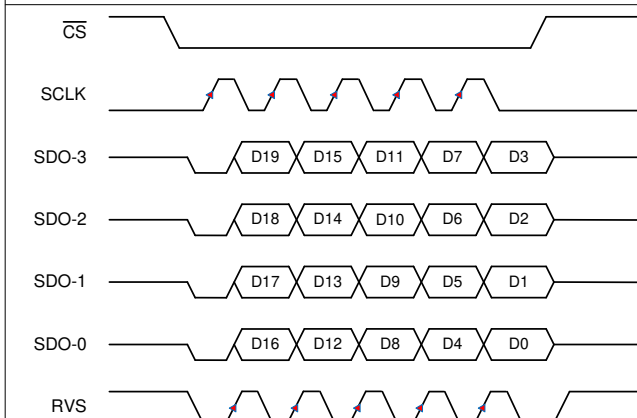 CS
SCLK
SDO-3 D19 D15 D11 D7 D3
SDO-2 D18 D14 D10 D6 D2
SDO-1 D17 D13 D9 D5 D1
SDO-0 D16 D12 D8 D4 D0
RVS